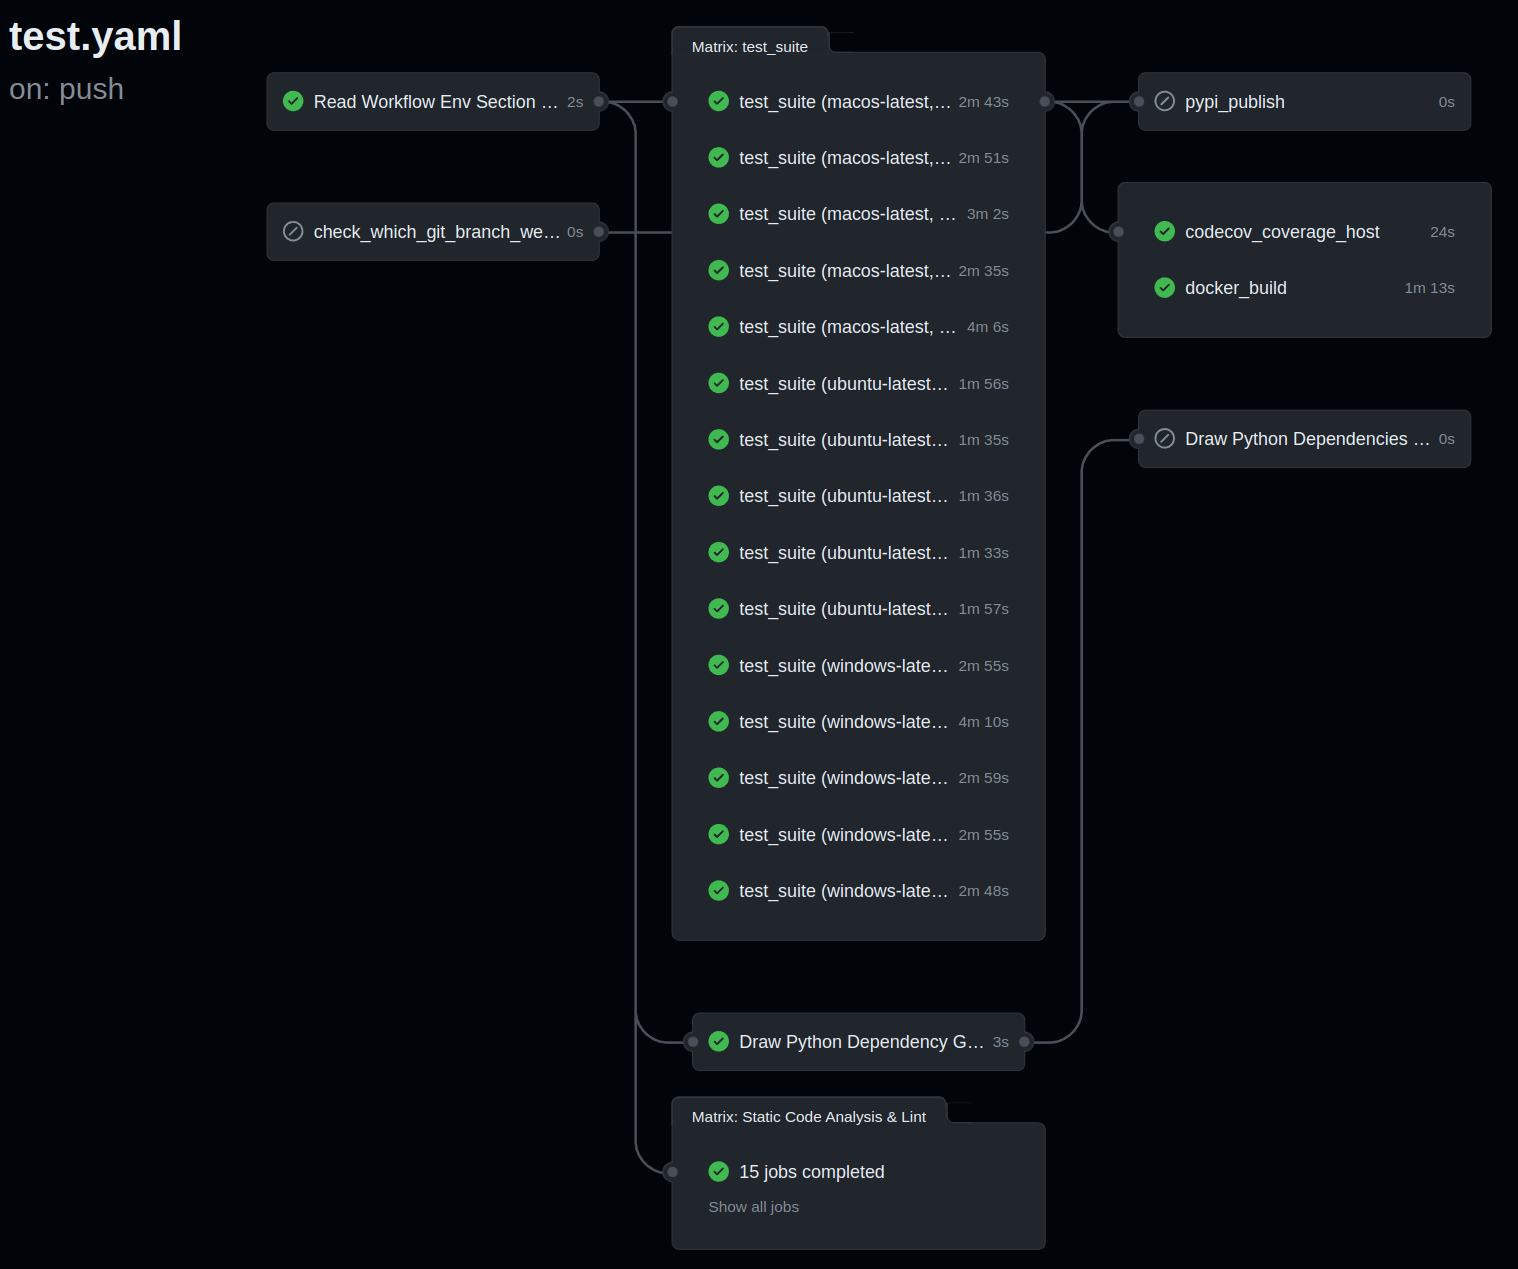 test.yaml
on: push
Read Workflow Env Section … 2s
check_which_git_branch_we… 0s
Matrix: test_suite
test_suite (macos-latest,… 2m 43s
test_suite (macos-latest,… 2m 51s
test_suite (macos-latest, … 3m 2s
test_suite (macos-latest,… 2m 35s
test_suite (macos-latest, … 4m 6s
test_suite (ubuntu-latest… 1m 56s
test_suite (ubuntu-latest… 1m 35s
test_suite (ubuntu-latest… 1m 36s
test_suite (ubuntu-latest… 1m 33s
test_suite (ubuntu-latest… 1m 57s
test_suite (windows-late… 2m 55s
test_suite (windows-late… 4m 10s
test_suite (windows-late… 2m 59s
test_suite (windows-late… 2m 55s
test_suite (windows-late… 2m 48s
Draw Python Dependency G… 3s
Matrix: Static Code Analysis & Lint
15 jobs completed
Show all jobs
pypi_publish 0s
codecov_coverage_host 24s
docker_build 1m 13s
Draw Python Dependencies … 0s